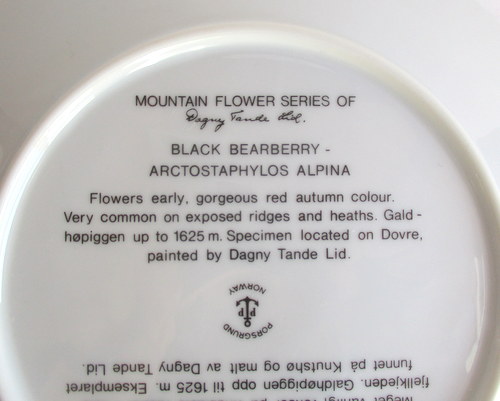 MOUNTAIN FLOWER SERIES OF
Dagny Tande Lid.
BLACK BEARBERRY -
ARCTOSTAPHYLOS ALPINA
Flowers early, gorgeous red autumn colour.
Very common on exposed ridges and heaths. Gald -
høpiggen up to 1625 m. Specimen located on Dovre,
painted by Dagny Tande Lid.
PORSGRUND
NORWAY
Meget vanlig
fjellkjeden. Galdhøpiggen opp til 1625 m. Eksemplaret
funnet på Knutshø og malt av Dagny Tande Lid.